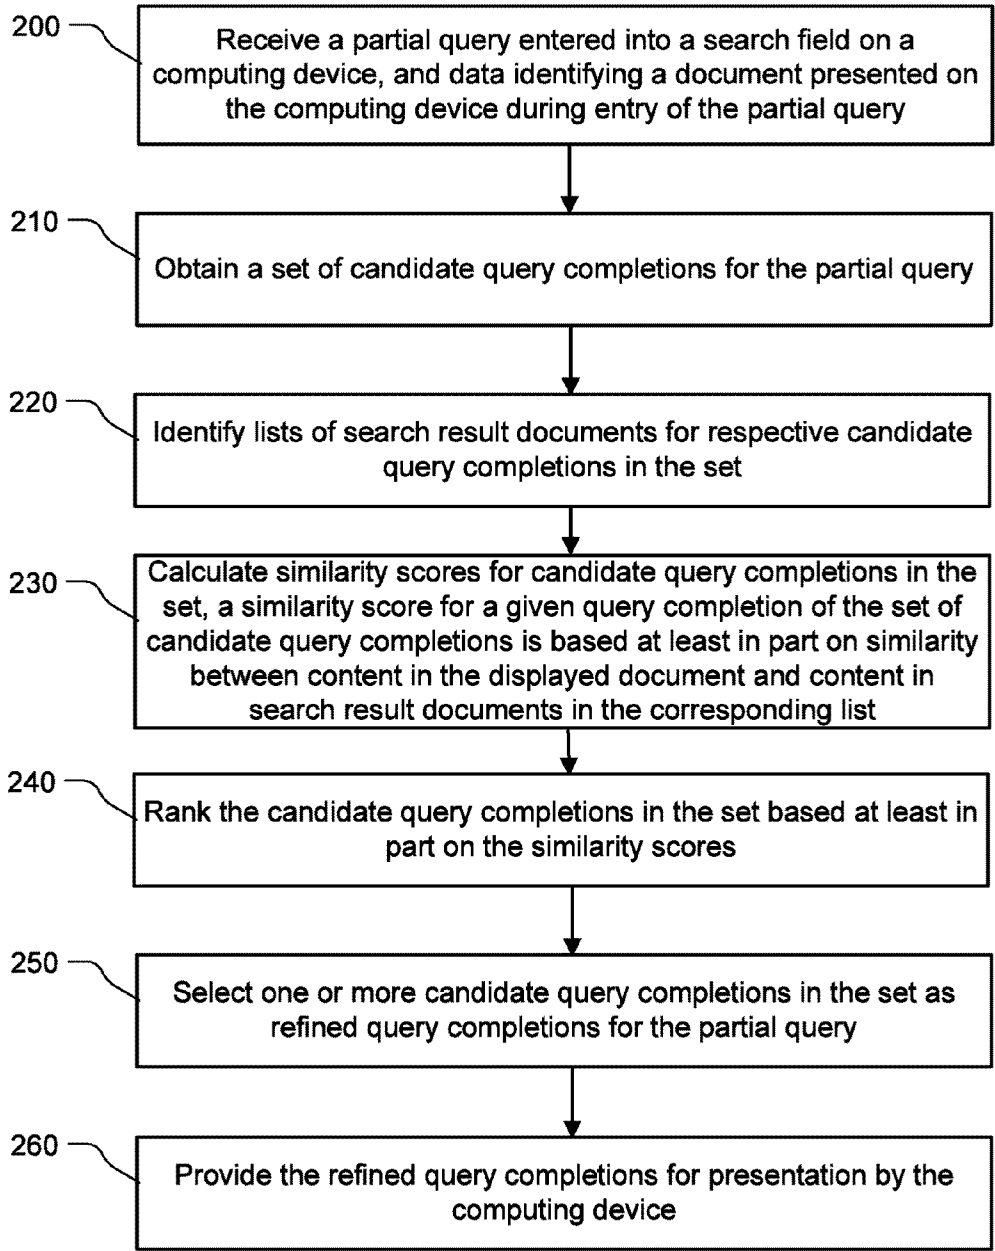 200
Receive a partial query entered into a search field on a
computing device, and data identifying a document presented on
the computing device during entry of the partial query
210
Obtain a set of candidate query completions for the partial query
220
Identify lists of search result documents for respective candidate
query completions in the set
230
Calculate similarity scores for candidate query completions in the
set, a similarity score for a given query completion of the set of
candidate query completions is based at least in part on similarity
between content in the displayed document and content in
search result documents in the corresponding list
240
Rank the candidate query completions in the set based at least in
part on the similarity scores
250
Select one or more candidate query completions in the set as
refined query completions for the partial query
260
Provide the refined query completions for presentation by the
computing device